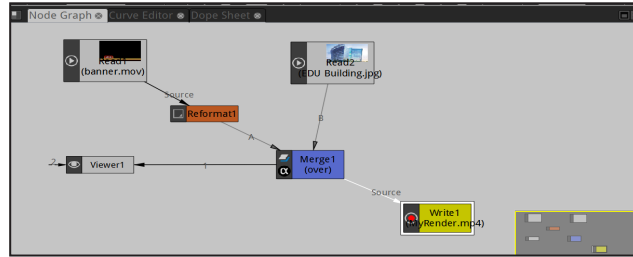 Node Graph Curve Editor Dope Sheet
Read1
(banner.mov)
Read2
(EDU Building.jpg)
Source
Reformat1
A
B
2
Viewer1
1
Merge1
(over)
α
Source
Write1
(MyRender.mp4)